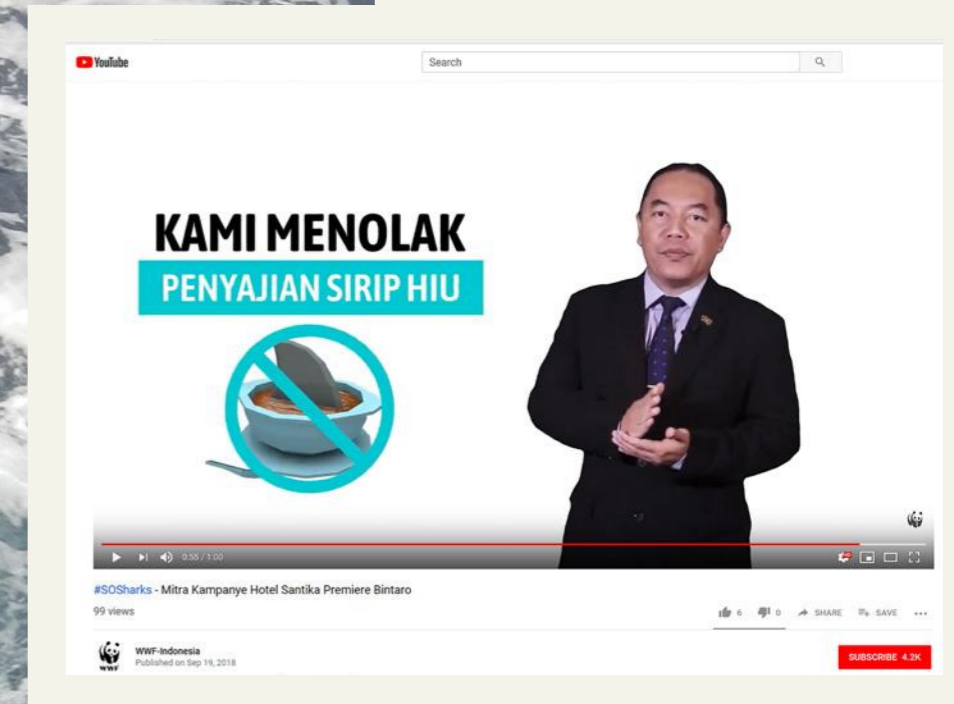 YouTube
Search
KAMI MENOLAK
PENYAJIAN SIRIP HIU
0:55 / 1:00
#SOSharks - Mitra Kampanye Hotel Santika Premiere Bintaro
99 views
6 0 SHARE SAVE
WWF-Indonesia
Published on Sep 19, 2018
WWF
SUBSCRIBE 4.2K